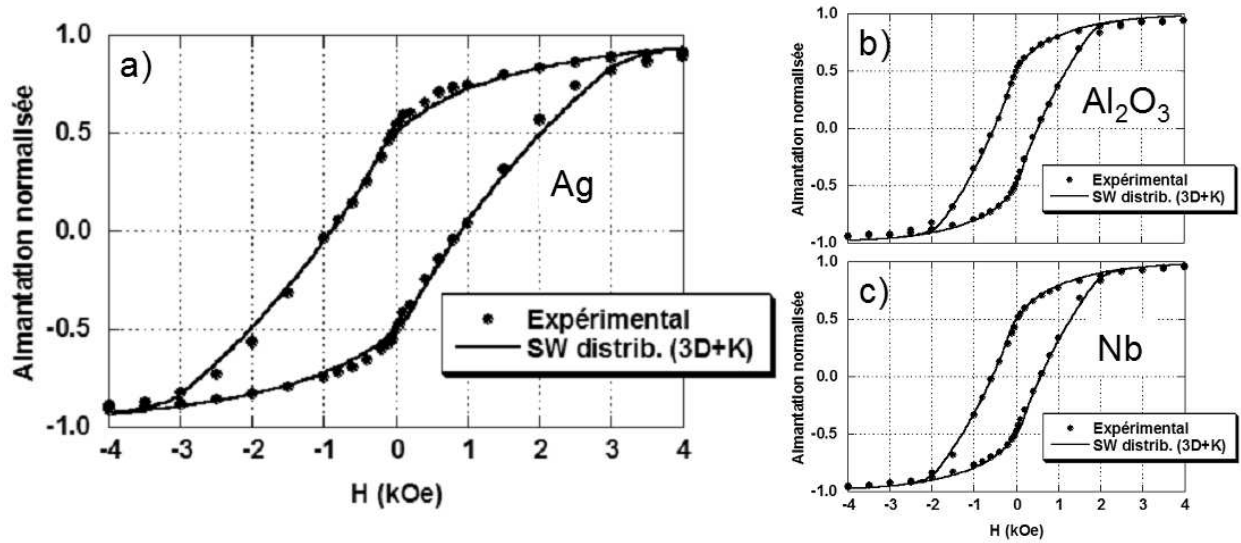 a)
Almantation normalisée
1.0
0.5
0.0
-0.5
-1.0
Ag
Expérimental
SW distrib. (3D+K)
-4 -3 -2 -1 0 1 2 3 4
H (kOe)
b)
Almantation normalisée
1.0
0.5
0.0
-0.5
-1.0
Al₂O₃
Expérimental
SW distrib. (3D+K)
c)
Almantation normalisée
1.0
0.5
0.0
-0.5
-1.0
Nb
Expérimental
SW distrib. (3D+K)
-4 -3 -2 -1 0 1 2 3 4
H (kOe)